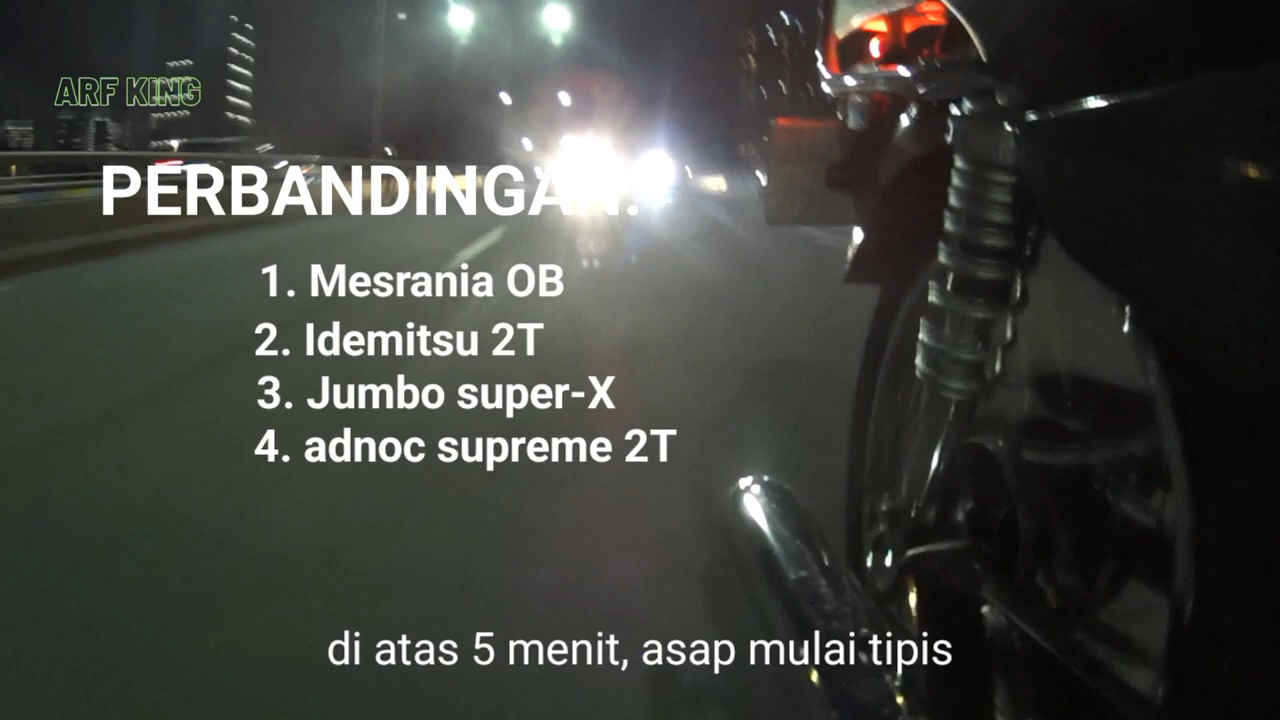 ARF KING
PERBANDINGAN:
1. Mesrania OB
2. Idemitsu 2T
3. Jumbo super-X
4. adnoc supreme 2T
di atas 5 menit, asap mulai tipis